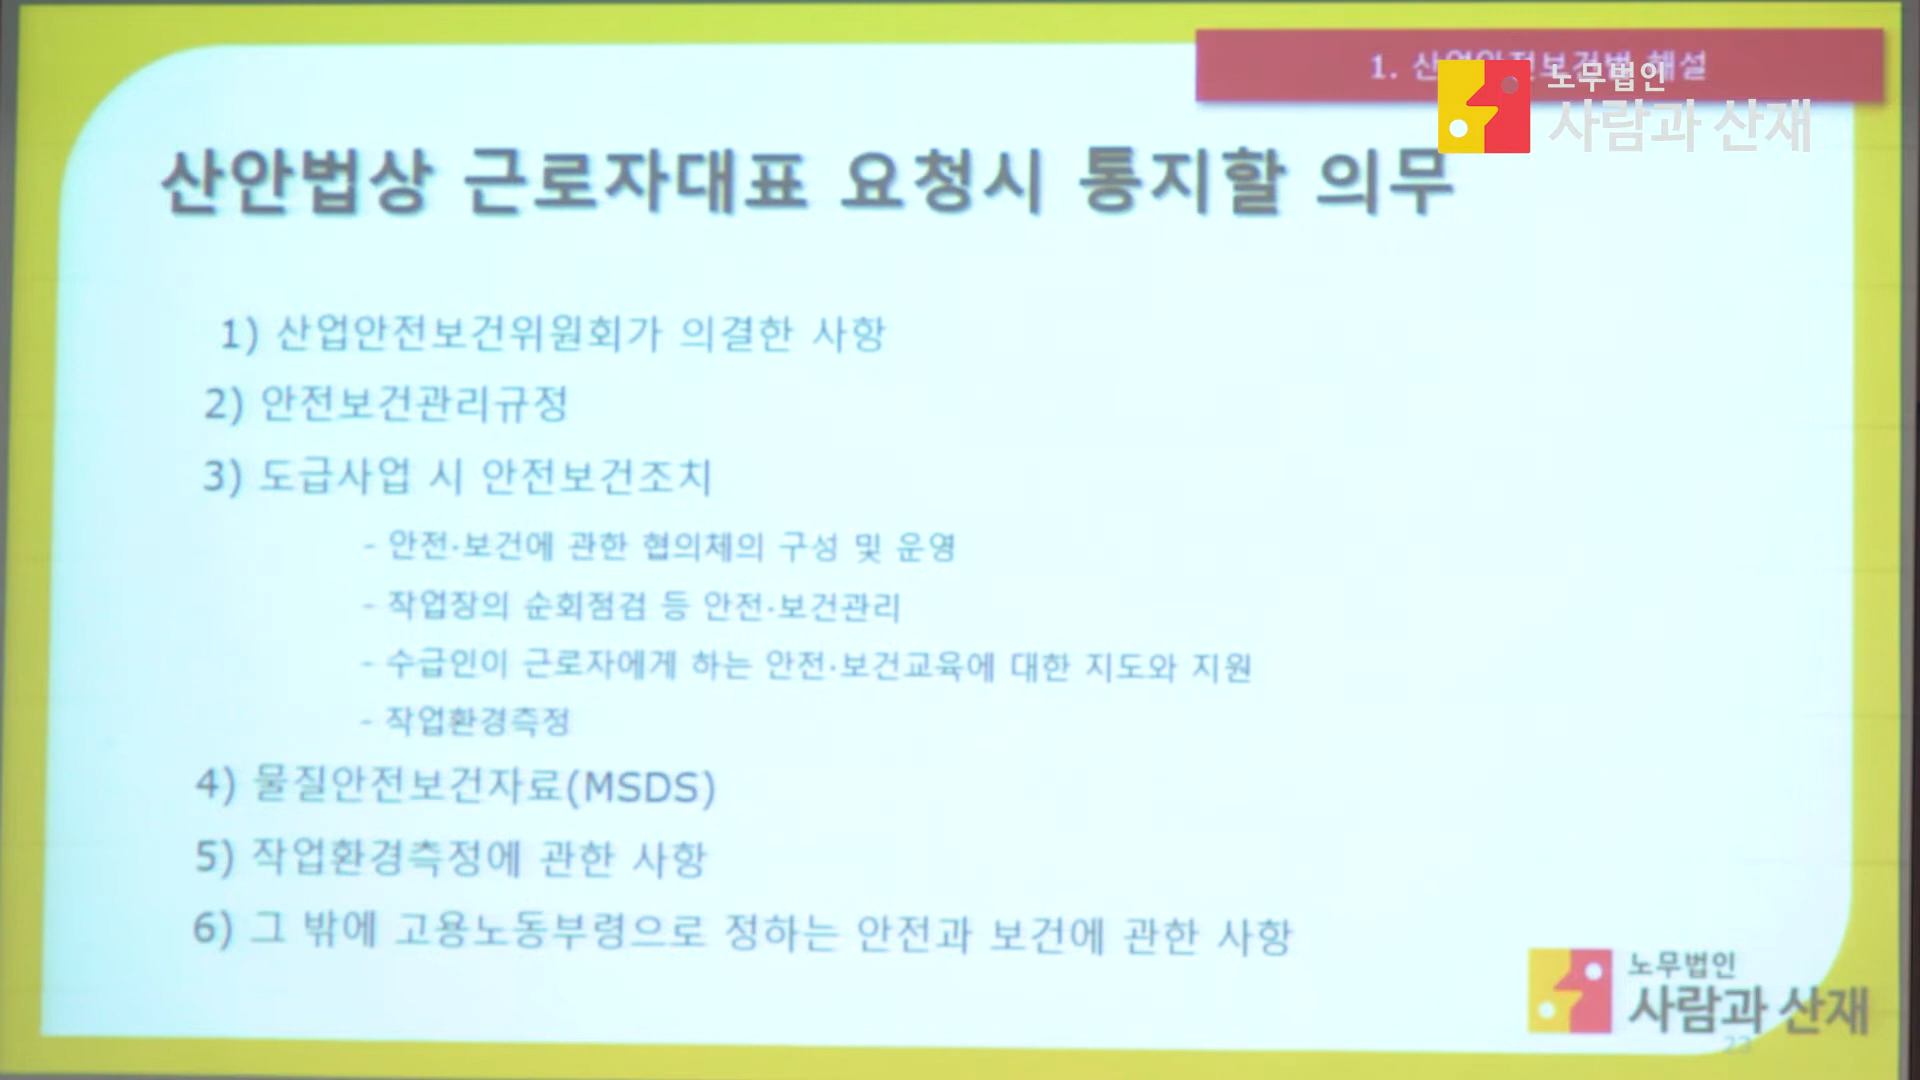 1. 산업안전보건법 해설
노무법인
사람과 산재
산안법상 근로자대표 요청시 통지할 의무
1) 산업안전보건위원회가 의결한 사항
2) 안전보건관리규정
3) 도급사업 시 안전보건조치
- 안전·보건에 관한 협의체의 구성 및 운영
- 작업장의 순회점검 등 안전·보건관리
- 수급인이 근로자에게 하는 안전·보건교육에 대한 지도와 지원
- 작업환경측정
4) 물질안전보건자료(MSDS)
5) 작업환경측정에 관한 사항
6) 그 밖에 고용노동부령으로 정하는 안전과 보건에 관한 사항
노무법인
사람과 산재
23